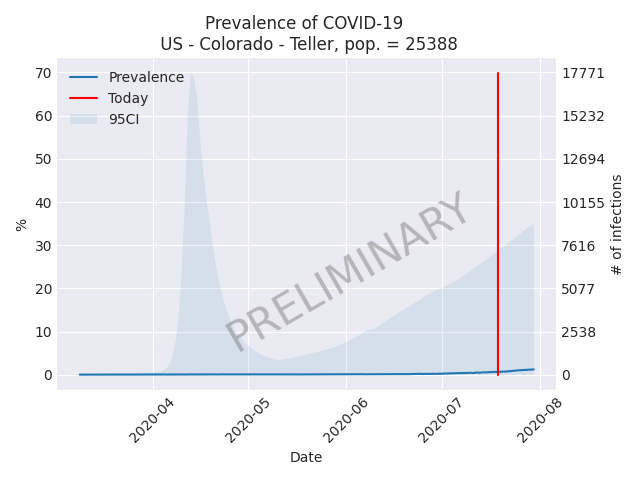 Prevalence of COVID-19
US - Colorado - Teller, pop. = 25388
Prevalence
Today
95CI
PRELIMINARY
%
70
60
50
40
30
20
10
0
17771
15232
12694
10155
7616
5077
2538
0
# of infections
2020-04
2020-05
2020-06
2020-07
2020-08
Date